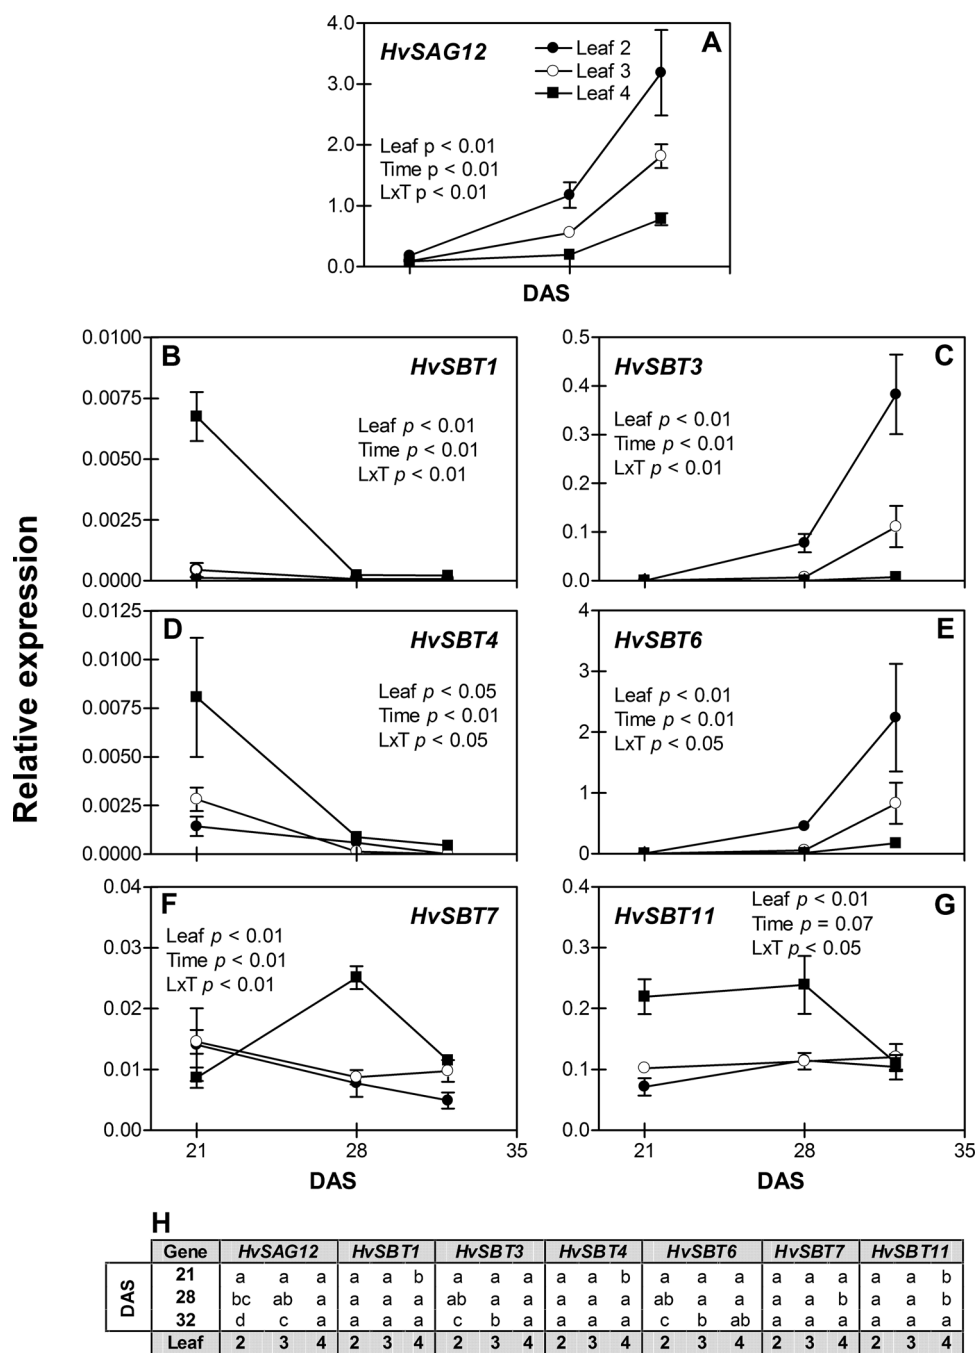 4.0
3.0
2.0
1.0
0.0
HvSAG12
Leaf 2
Leaf 3
Leaf 4
A
Leaf p < 0.01
Time p < 0.01
LxT p < 0.01
DAS
Relative expression
0.0100
0.0075
0.0050
0.0025
0.0000
B
HvSBT1
Leaf p < 0.01
Time p < 0.01
LxT p < 0.01
0.5
0.4
0.3
0.2
0.1
0.0
C
HvSBT3
Leaf p < 0.01
Time p < 0.01
LxT p < 0.01
0.0125
0.0100
0.0075
0.0050
0.0025
0.0000
D
HvSBT4
Leaf p < 0.05
Time p < 0.01
LxT p < 0.05
4
3
2
1
0
E
HvSBT6
Leaf p < 0.01
Time p < 0.01
LxT p < 0.05
0.04
0.03
0.02
0.01
0.00
F
HvSBT7
Leaf p < 0.01
Time p < 0.01
LxT p < 0.01
21 28 35
DAS
0.4
0.3
0.2
0.1
0.0
G
HvSBT11
Leaf p < 0.01
Time p = 0.07
LxT p < 0.05
21 28 35
DAS
H
Gene HvSAG12 HvSBT1 HvSBT3 HvSBT4 HvSBT6 HvSBT7 HvSBT11
DAS
21 a a a a a b a a a a a b a a a a a a a a b
28 bc ab a a a a ab a a a a a ab a a a a b a a b
32 d c a a a a c b a a a a c b ab a a a a a a
Leaf 2 3 4 2 3 4 2 3 4 2 3 4 2 3 4 2 3 4 2 3 4